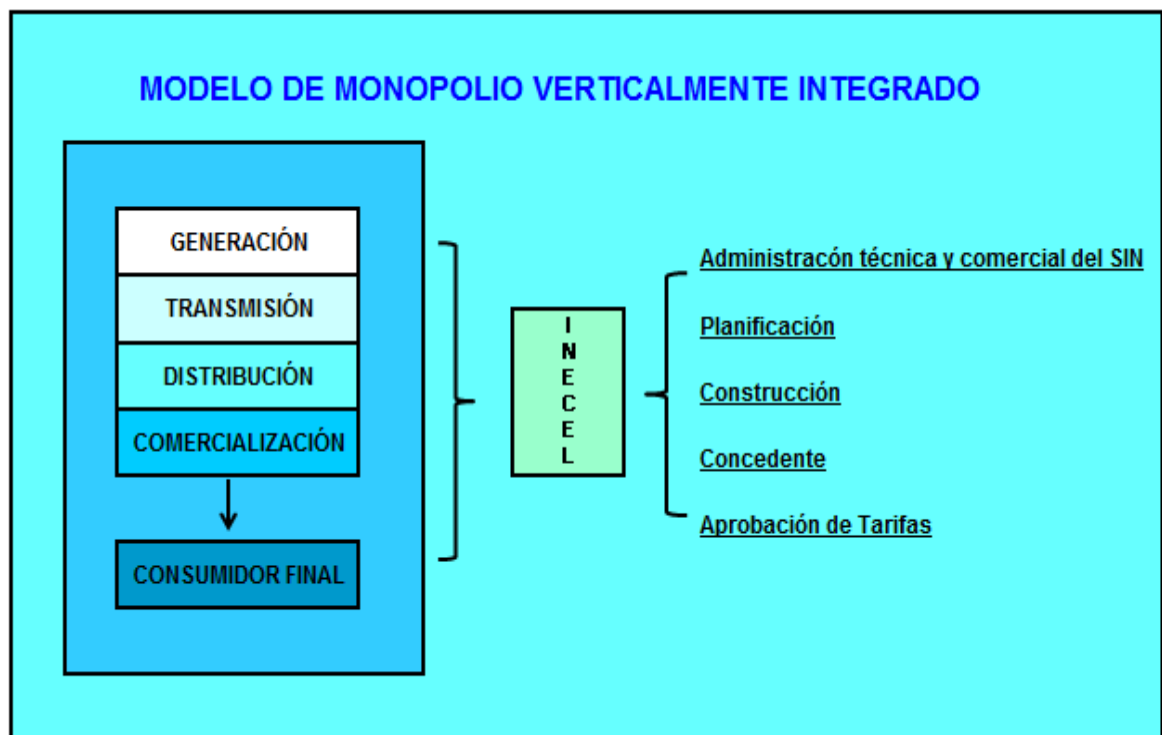 MODELO DE MONOPOLIO VERTICALMENTE INTEGRADO
GENERACIÓN
TRANSMISIÓN
DISTRIBUCIÓN
COMERCIALIZACIÓN
CONSUMIDOR FINAL
INECEL
Administracón técnica y comercial del SIN
Planificación
Construcción
Concedente
Aprobación de Tarifas